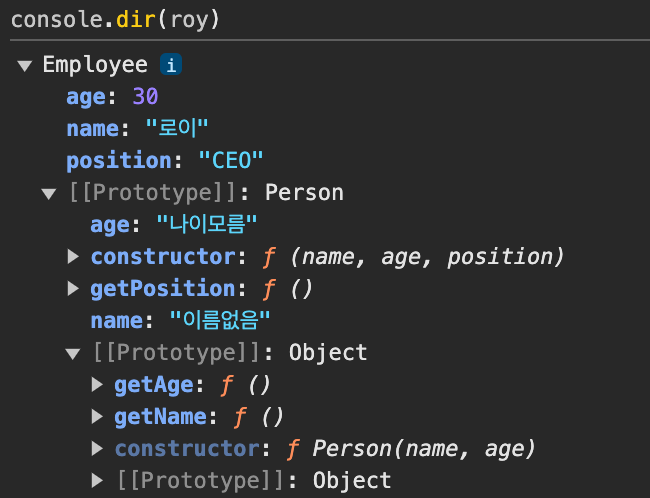 console.dir(roy)
▼ Employee i
age: 30
name: "로이"
position: "CEO"
▼ [[Prototype]]: Person
age: "나이모름"
▶ constructor: ƒ (name, age, position)
▶ getPosition: ƒ ()
name: "이름없음"
▼ [[Prototype]]: Object
▶ getAge: ƒ ()
▶ getName: ƒ ()
▶ constructor: ƒ Person(name, age)
▶ [[Prototype]]: Object